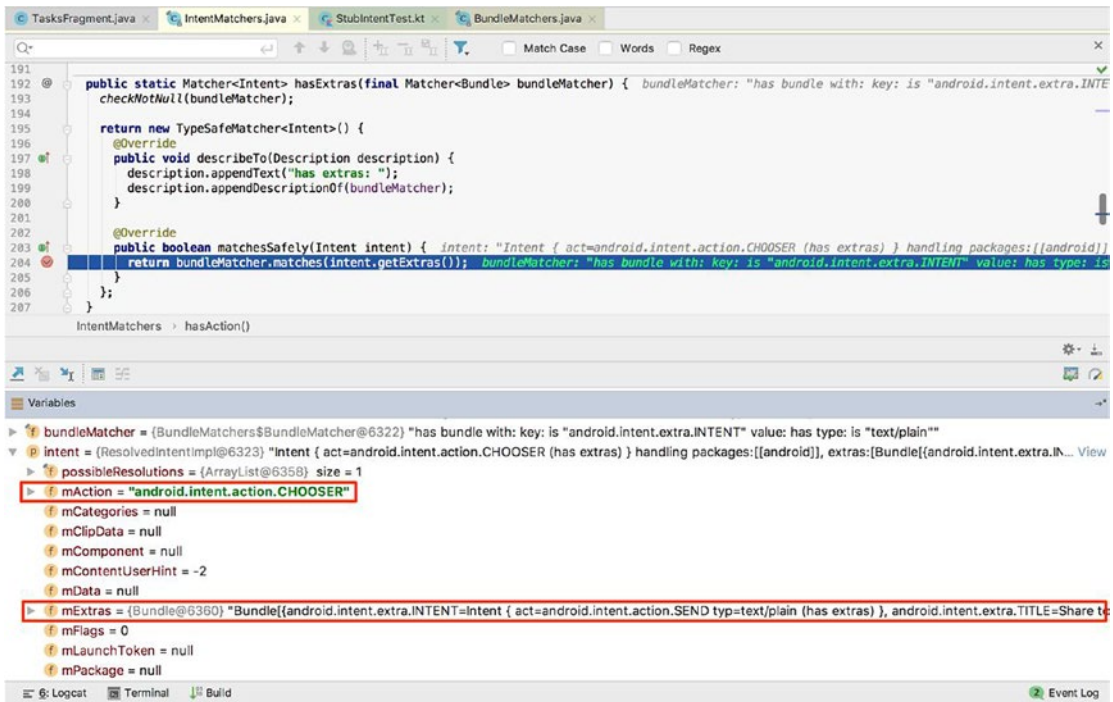 TasksFragment.java × IntentMatchers.java × StubIntentTest.kt × BundleMatchers.java ×
Match Case Words Regex ×
191
192 @ public static Matcher<Intent> hasExtras(final Matcher<Bundle> bundleMatcher) { bundleMatcher: "has bundle with: key: is "android.intent.extra.INTE
193 checkNotNull(bundleMatcher);
194
195 return new TypeSafeMatcher<Intent>() {
196 @Override
197 public void describeTo(Description description) {
198 description.appendText("has extras: ");
199 description.appendDescriptionOf(bundleMatcher);
200 }
201
202 @Override
203 public boolean matchesSafely(Intent intent) { intent: "Intent { act=android.intent.action.CHOOSER (has extras) } handling packages:[[android]]
204 return bundleMatcher.matches(intent.getExtras()); bundleMatcher: "has bundle with: key: is "android.intent.extra.INTENT" value: has type: is
205 }
206 };
207 }
IntentMatchers › hasAction()
Variables
bundleMatcher = {BundleMatchers$BundleMatcher@6322} "has bundle with: key: is "android.intent.extra.INTENT" value: has type: is "text/plain""
intent = {ResolvedIntentImpl@6323} "Intent { act=android.intent.action.CHOOSER (has extras) } handling packages:[[android]], extras:[Bundle[{android.intent.extra.IN... View
possibleResolutions = {ArrayList@6358} size = 1
mAction = "android.intent.action.CHOOSER"
mCategories = null
mClipData = null
mComponent = null
mContentUserHint = -2
mData = null
mExtras = {Bundle@6360} "Bundle[{android.intent.extra.INTENT=Intent { act=android.intent.action.SEND typ=text/plain (has extras) }, android.intent.extra.TITLE=Share to
mFlags = 0
mLaunchToken = null
mPackage = null
6: Logcat Terminal Build 2 Event Log